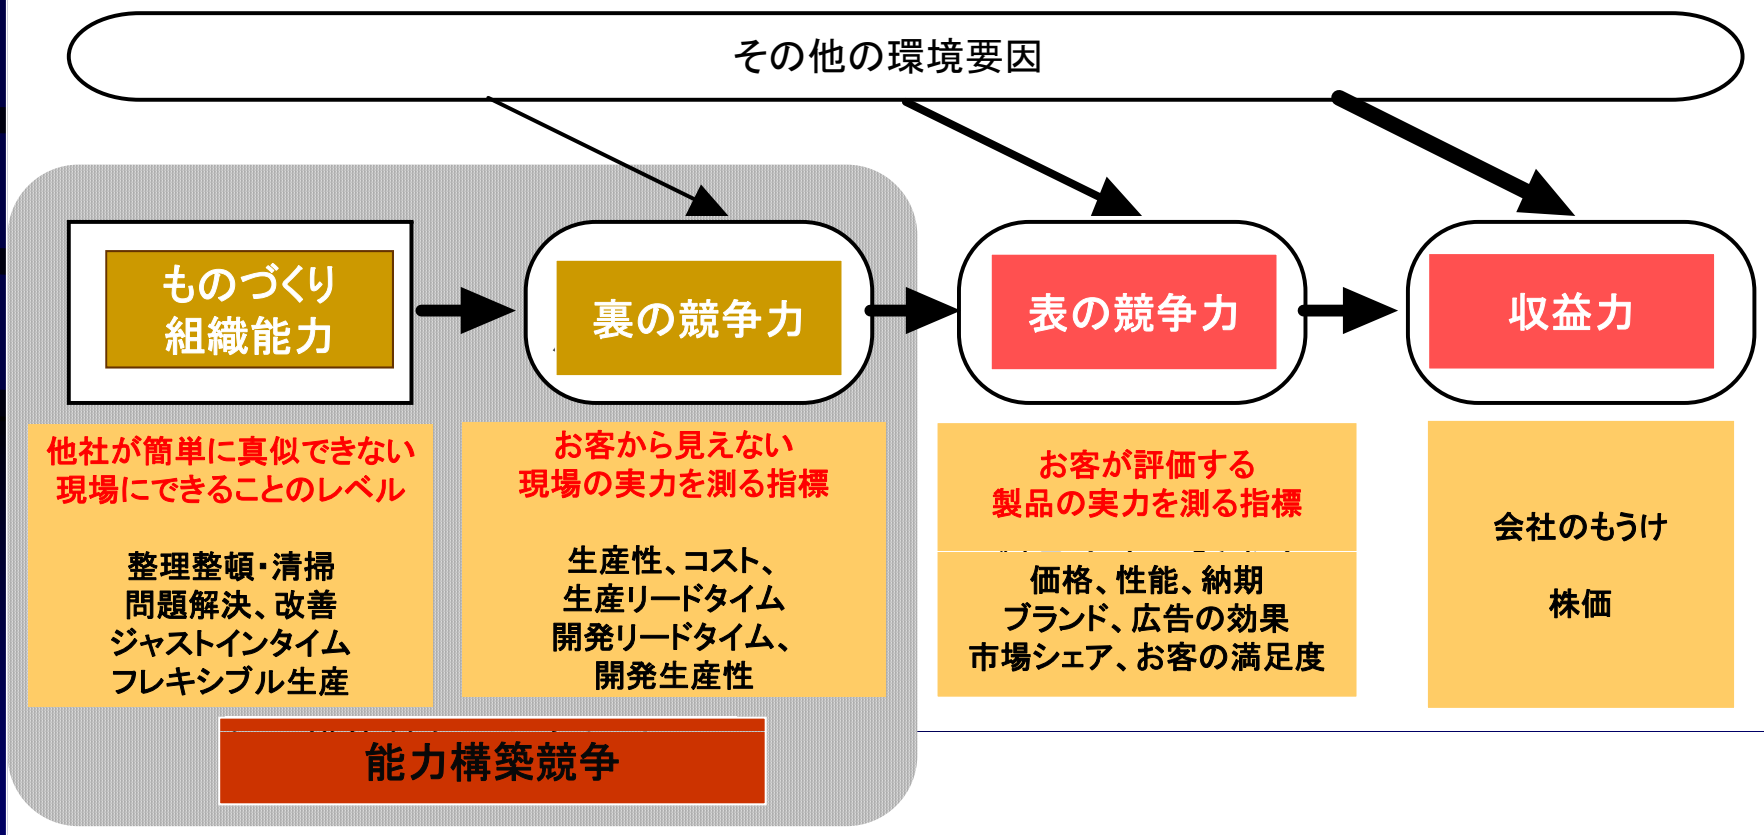 その他の環境要因
ものづくり
組織能力
裏の競争力
表の競争力
収益力
他社が簡単に真似できない
現場にできることのレベル
整理整頓・清掃
問題解決、改善
ジャストインタイム
フレキシブル生産
お客から見えない
現場の実力を測る指標
生産性、コスト、
生産リードタイム
開発リードタイム、
開発生産性
お客が評価する
製品の実力を測る指標
価格、性能、納期
ブランド、広告の効果
市場シェア、お客の満足度
会社のもうけ
株価
能力構築競争